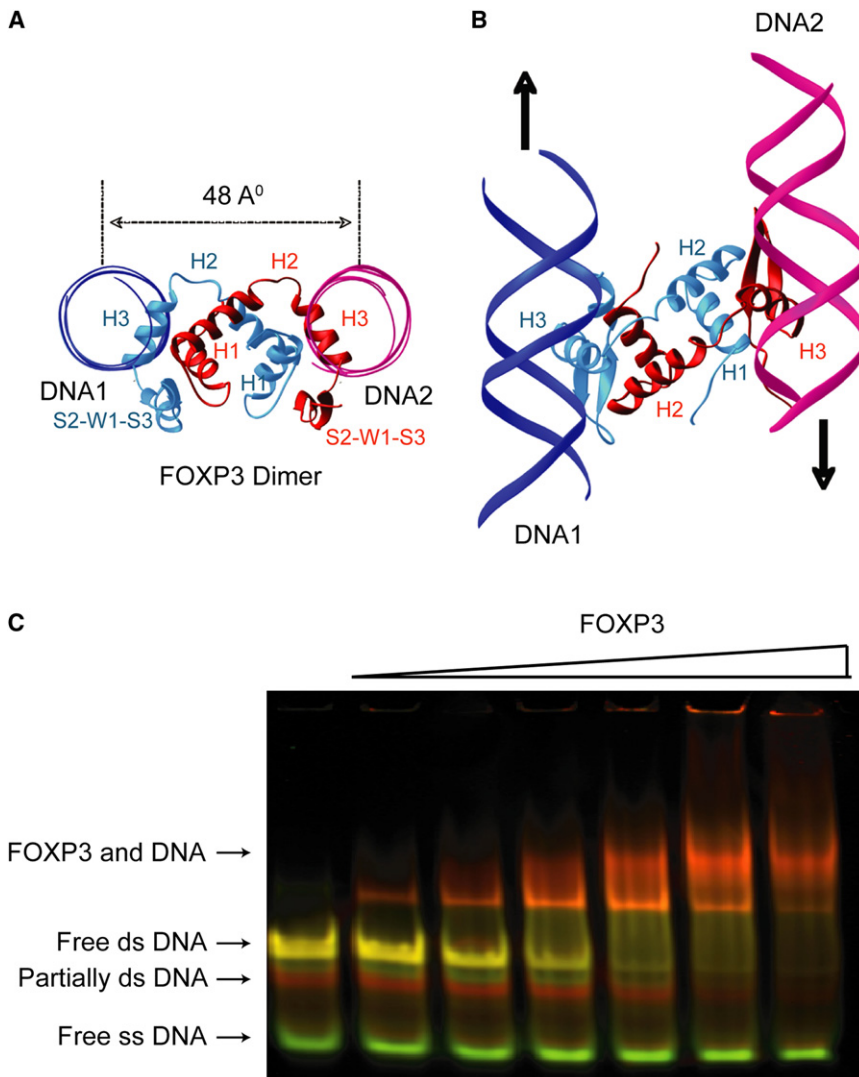 A
48 A⁰
H2
H2
H3
H3
H1
H1
DNA1
DNA2
S2-W1-S3
S2-W1-S3
FOXP3 Dimer
B
DNA2
H2
H3
H3
H1
H2
DNA1
C
FOXP3
FOXP3 and DNA
Free ds DNA
Partially ds DNA
Free ss DNA